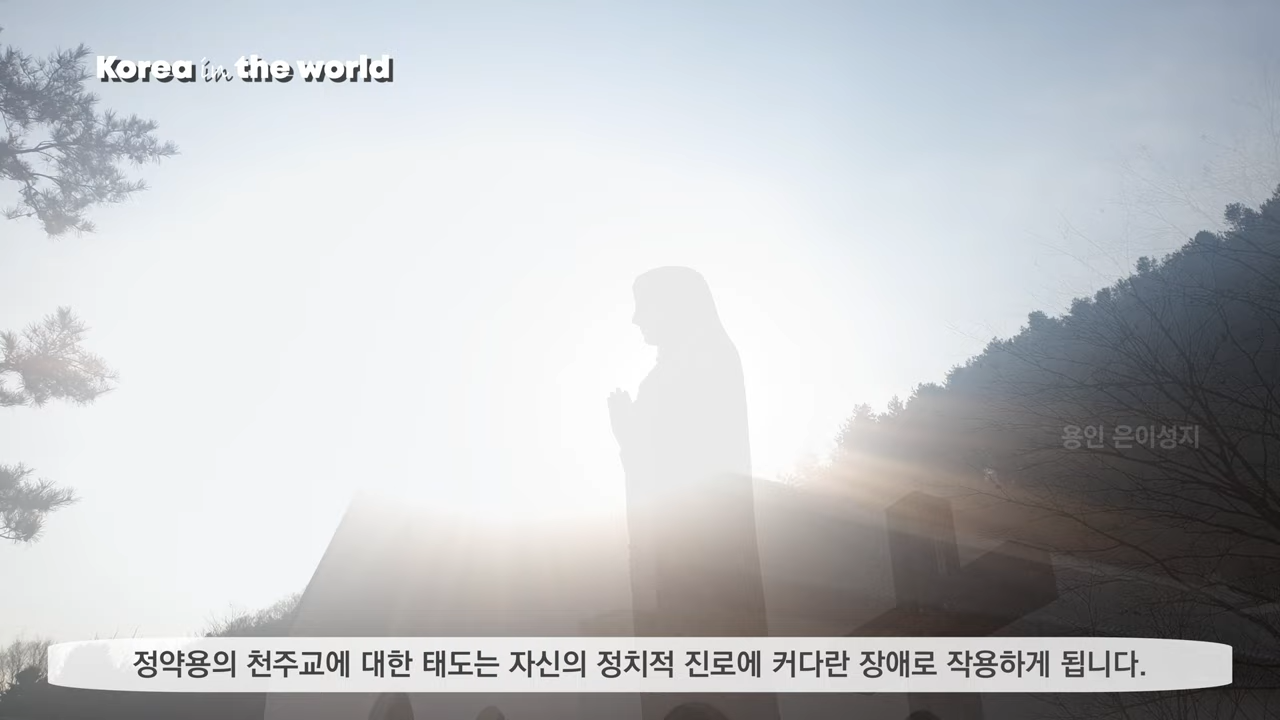 Korea in the world
용인 은이성지
정약용의 천주교에 대한 태도는 자신의 정치적 진로에 커다란 장애로 작용하게 됩니다.